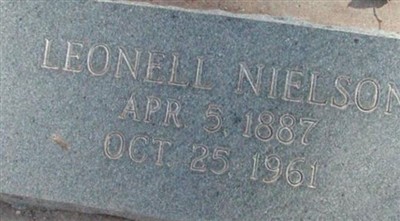 LEONELL NIELSON
APR 5, 1887
OCT 25, 1961